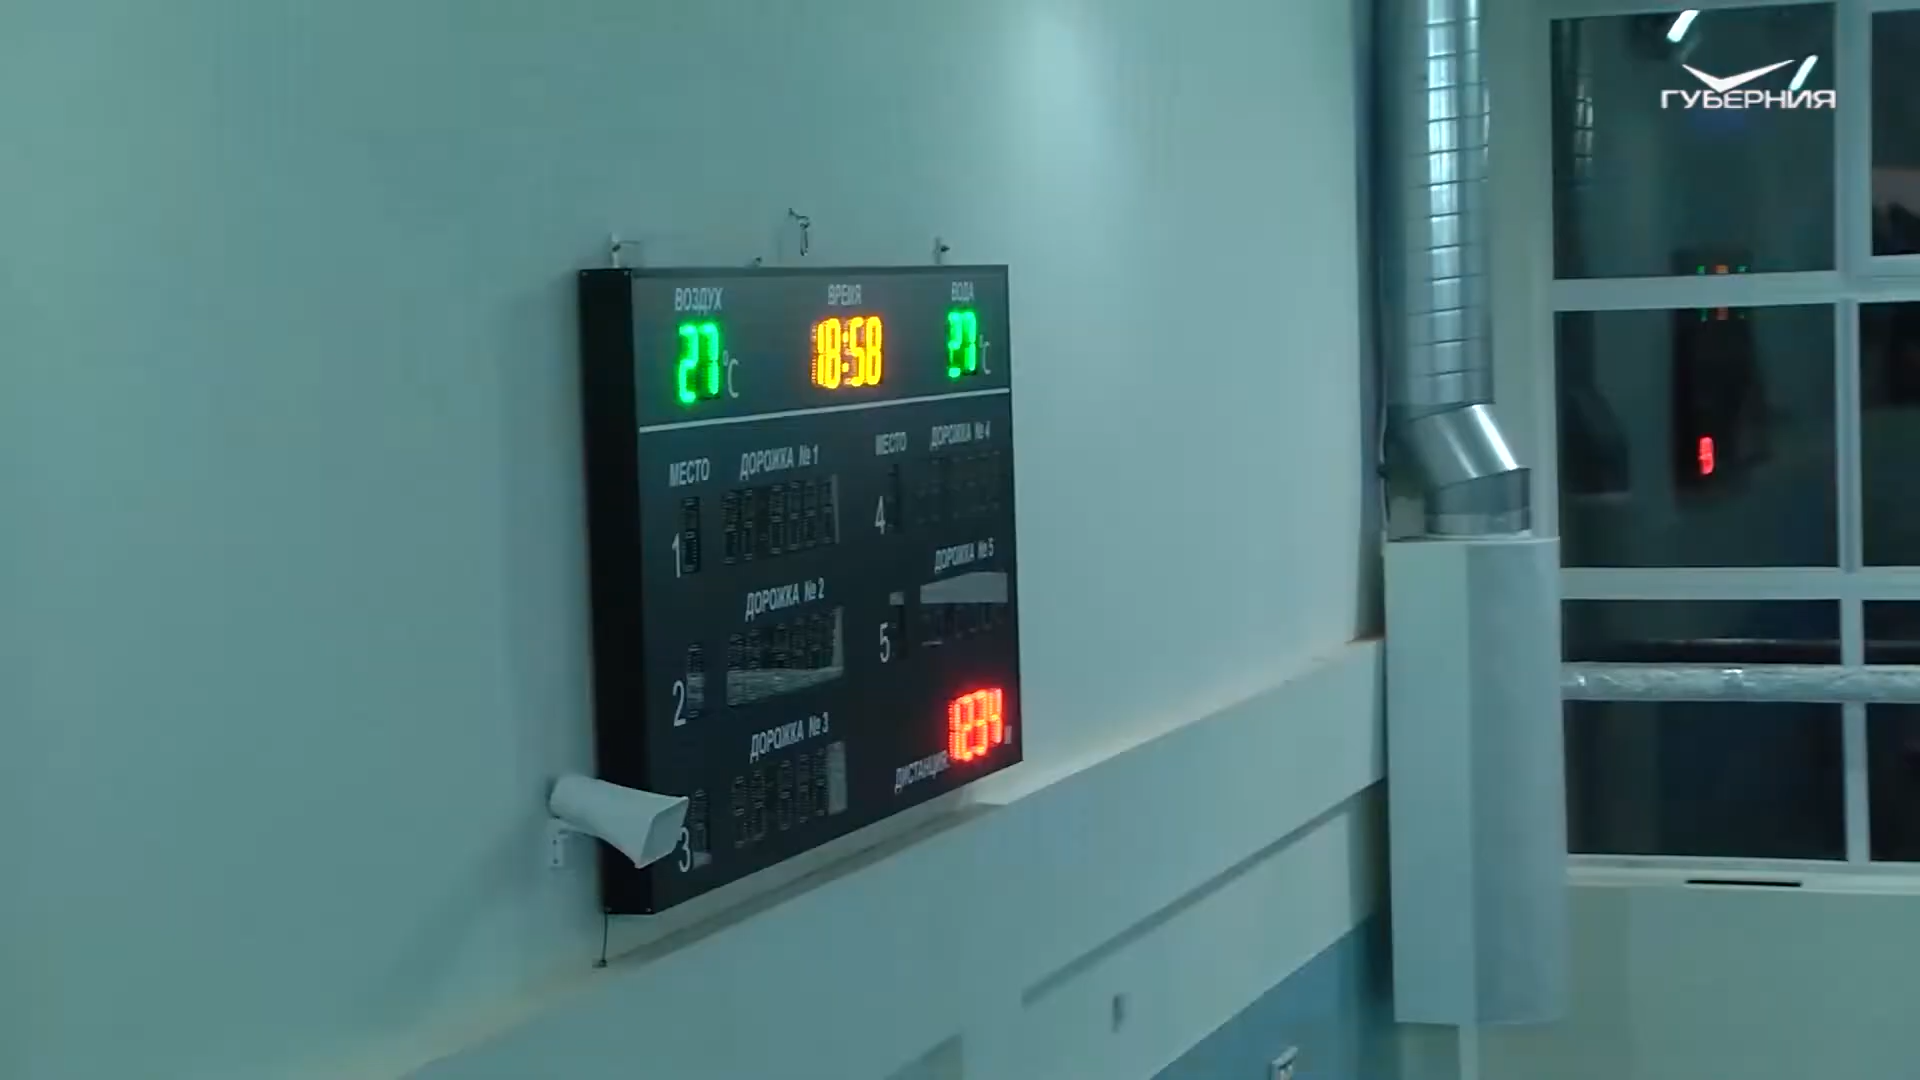 ГУБЕРНИЯ
ВОЗДУХ ВРЕМЯ ВОДА
27 °C 18:58 27 °C
МЕСТО ДОРОЖКА №1
1
ДОРОЖКА №2
2
ДОРОЖКА №3
3
МЕСТО ДОРОЖКА №4
4
ДОРОЖКА №5
5
ДИСТАНЦИЯ: 1234 М